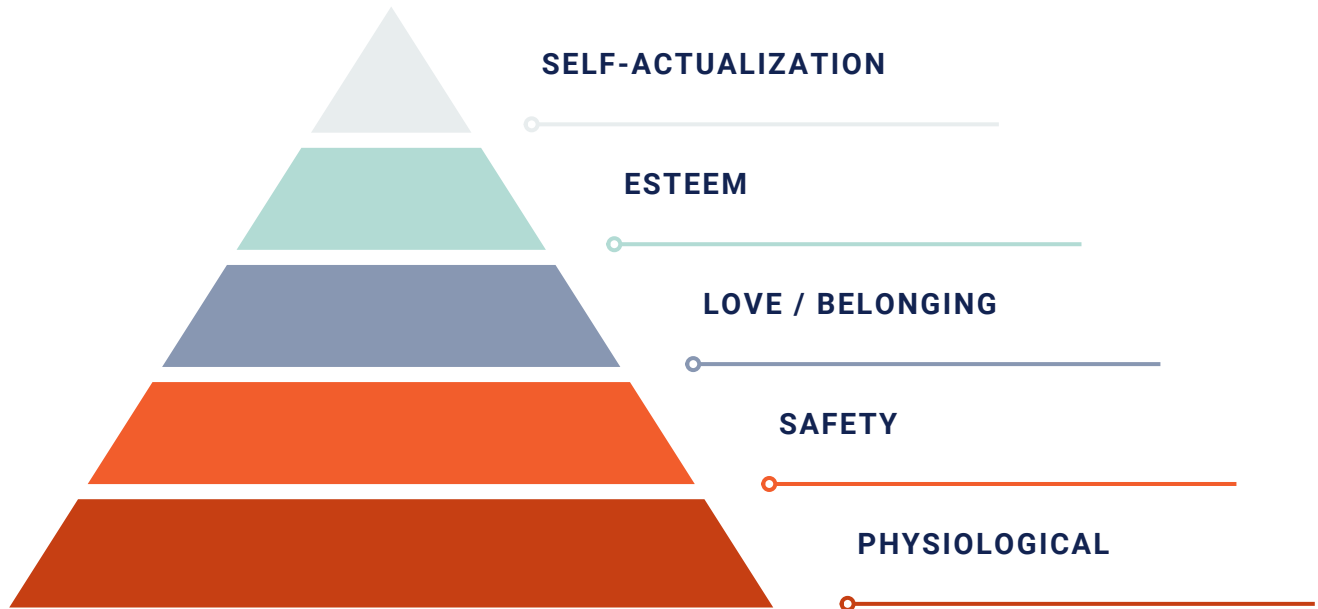 SELF-ACTUALIZATION
ESTEEM
LOVE / BELONGING
SAFETY
PHYSIOLOGICAL